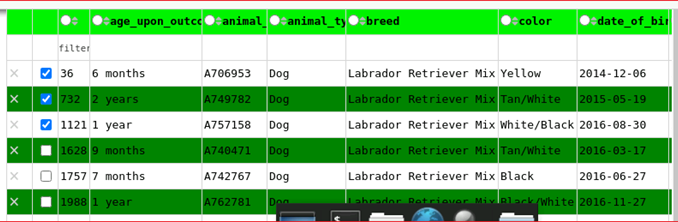 age_upon_outco animal_ animal_ty breed color date_of_bir
filter
36 6 months A706953 Dog Labrador Retriever Mix Yellow 2014-12-06
732 2 years A749782 Dog Labrador Retriever Mix Tan/White 2015-05-19
1121 1 year A757158 Dog Labrador Retriever Mix White/Black 2016-08-30
1628 9 months A740471 Dog Labrador Retriever Mix Tan/White 2016-03-17
1757 7 months A742767 Dog Labrador Retriever Mix Black 2016-06-27
1988 1 year A762781 Dog Labrador Retriever Mix Black/White 2016-11-27